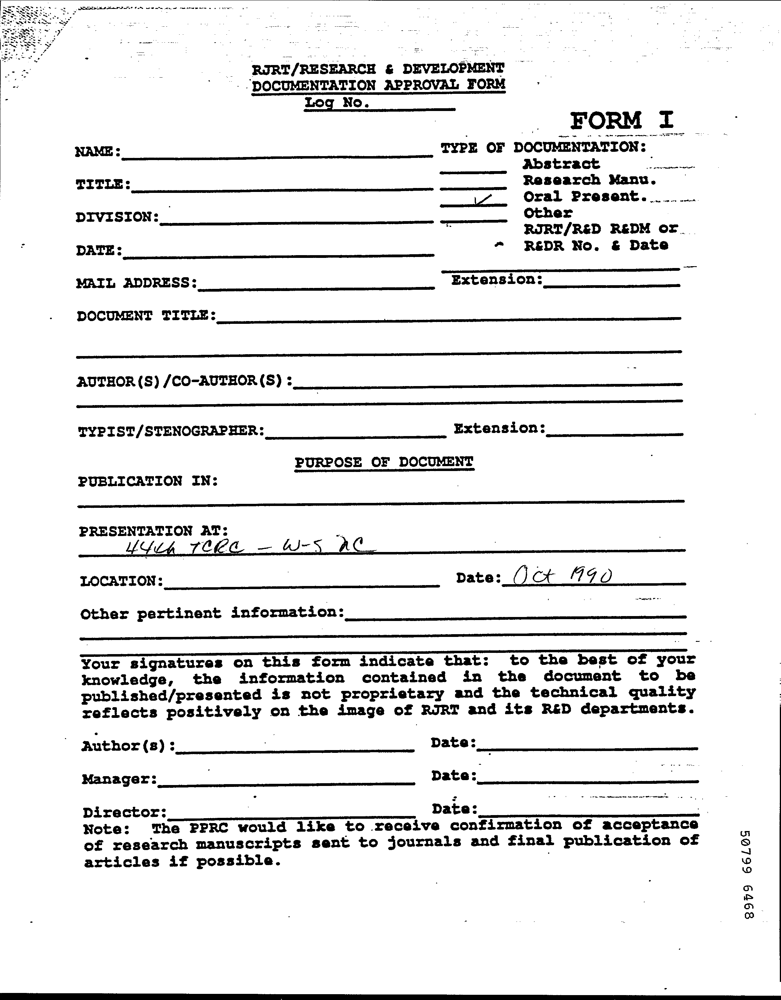 RJRT/RESEARCH & DEVELOPMENT
DOCUMENTATION APPROVAL FORM
Log No.
FORM I
NAME:
TYPE OF DOCUMENTATION:
Abstract
TITLE:
Research Manu.
✓ Oral Present.
DIVISION:
Other
RJRT/R&D R&DM or
DATE:
R&DR No. & Date
MAIL ADDRESS:
Extension:
DOCUMENT TITLE:
AUTHOR(S)/CO-AUTHOR(S):
TYPIST/STENOGRAPHER:
Extension:
PURPOSE OF DOCUMENT
PUBLICATION IN:
PRESENTATION AT:
44th TCRC - W-S NC
LOCATION:
Date: Oct 1990
Other pertinent information:
Your signatures on this form indicate that: to the best of your
knowledge, the information contained in the document to be
published/presented is not proprietary and the technical quality
reflects positively on the image of RJRT and its R&D departments.
Author(s):
Date:
Manager:
Date:
Director:
Date:
Note: The PPRC would like to receive confirmation of acceptance
of research manuscripts sent to journals and final publication of
articles if possible.
50799 6468